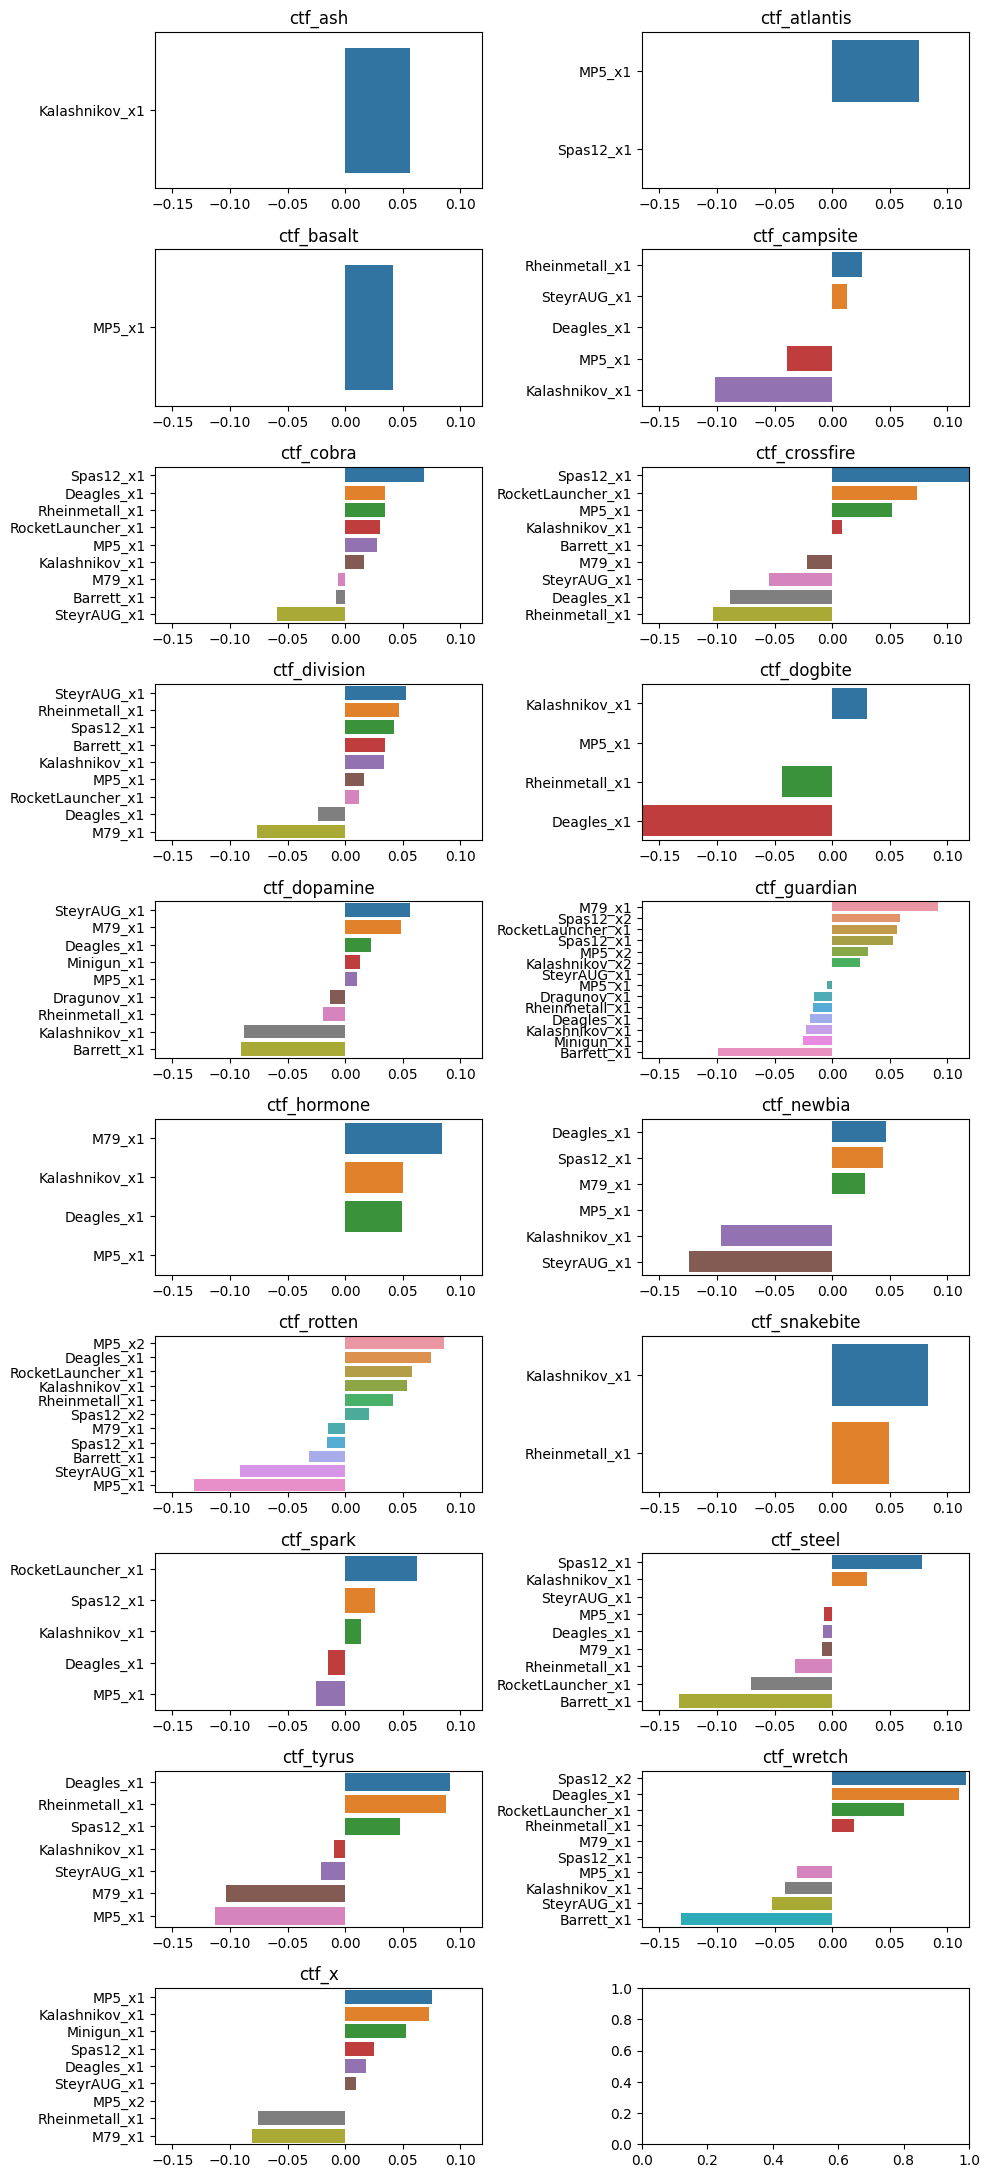 ctf_ash
Kalashnikov_x1
−0.15 −0.10 −0.05 0.00 0.05 0.10
ctf_atlantis
MP5_x1
Spas12_x1
−0.15 −0.10 −0.05 0.00 0.05 0.10
ctf_basalt
MP5_x1
−0.15 −0.10 −0.05 0.00 0.05 0.10
ctf_campsite
Rheinmetall_x1
SteyrAUG_x1
Deagles_x1
MP5_x1
Kalashnikov_x1
−0.15 −0.10 −0.05 0.00 0.05 0.10
ctf_cobra
Spas12_x1
Deagles_x1
Rheinmetall_x1
RocketLauncher_x1
MP5_x1
Kalashnikov_x1
M79_x1
Barrett_x1
SteyrAUG_x1
−0.15 −0.10 −0.05 0.00 0.05 0.10
ctf_crossfire
Spas12_x1
RocketLauncher_x1
MP5_x1
Kalashnikov_x1
Barrett_x1
M79_x1
SteyrAUG_x1
Deagles_x1
Rheinmetall_x1
−0.15 −0.10 −0.05 0.00 0.05 0.10
ctf_division
SteyrAUG_x1
Rheinmetall_x1
Spas12_x1
Barrett_x1
Kalashnikov_x1
MP5_x1
RocketLauncher_x1
Deagles_x1
M79_x1
−0.15 −0.10 −0.05 0.00 0.05 0.10
ctf_dogbite
Kalashnikov_x1
MP5_x1
Rheinmetall_x1
Deagles_x1
−0.15 −0.10 −0.05 0.00 0.05 0.10
ctf_dopamine
SteyrAUG_x1
M79_x1
Deagles_x1
Minigun_x1
MP5_x1
Dragunov_x1
Rheinmetall_x1
Kalashnikov_x1
Barrett_x1
−0.15 −0.10 −0.05 0.00 0.05 0.10
ctf_guardian
M79_x1
Spas12_x2
RocketLauncher_x1
Spas12_x1
MP5_x2
Kalashnikov_x2
SteyrAUG_x1
MP5_x1
Dragunov_x1
Rheinmetall_x1
Deagles_x1
Kalashnikov_x1
Minigun_x1
Barrett_x1
−0.15 −0.10 −0.05 0.00 0.05 0.10
ctf_hormone
M79_x1
Kalashnikov_x1
Deagles_x1
MP5_x1
−0.15 −0.10 −0.05 0.00 0.05 0.10
ctf_newbia
Deagles_x1
Spas12_x1
M79_x1
MP5_x1
Kalashnikov_x1
SteyrAUG_x1
−0.15 −0.10 −0.05 0.00 0.05 0.10
ctf_rotten
MP5_x2
Deagles_x1
RocketLauncher_x1
Kalashnikov_x1
Rheinmetall_x1
Spas12_x2
M79_x1
Spas12_x1
Barrett_x1
SteyrAUG_x1
MP5_x1
−0.15 −0.10 −0.05 0.00 0.05 0.10
ctf_snakebite
Kalashnikov_x1
Rheinmetall_x1
−0.15 −0.10 −0.05 0.00 0.05 0.10
ctf_spark
RocketLauncher_x1
Spas12_x1
Kalashnikov_x1
Deagles_x1
MP5_x1
−0.15 −0.10 −0.05 0.00 0.05 0.10
ctf_steel
Spas12_x1
Kalashnikov_x1
SteyrAUG_x1
MP5_x1
Deagles_x1
M79_x1
Rheinmetall_x1
RocketLauncher_x1
Barrett_x1
−0.15 −0.10 −0.05 0.00 0.05 0.10
ctf_tyrus
Deagles_x1
Rheinmetall_x1
Spas12_x1
Kalashnikov_x1
SteyrAUG_x1
M79_x1
MP5_x1
−0.15 −0.10 −0.05 0.00 0.05 0.10
ctf_wretch
Spas12_x2
Deagles_x1
RocketLauncher_x1
Rheinmetall_x1
M79_x1
Spas12_x1
MP5_x1
Kalashnikov_x1
SteyrAUG_x1
Barrett_x1
−0.15 −0.10 −0.05 0.00 0.05 0.10
ctf_x
MP5_x1
Kalashnikov_x1
Minigun_x1
Spas12_x1
Deagles_x1
SteyrAUG_x1
MP5_x2
Rheinmetall_x1
M79_x1
−0.15 −0.10 −0.05 0.00 0.05 0.10
1.0
0.8
0.6
0.4
0.2
0.0
0.0 0.2 0.4 0.6 0.8 1.0